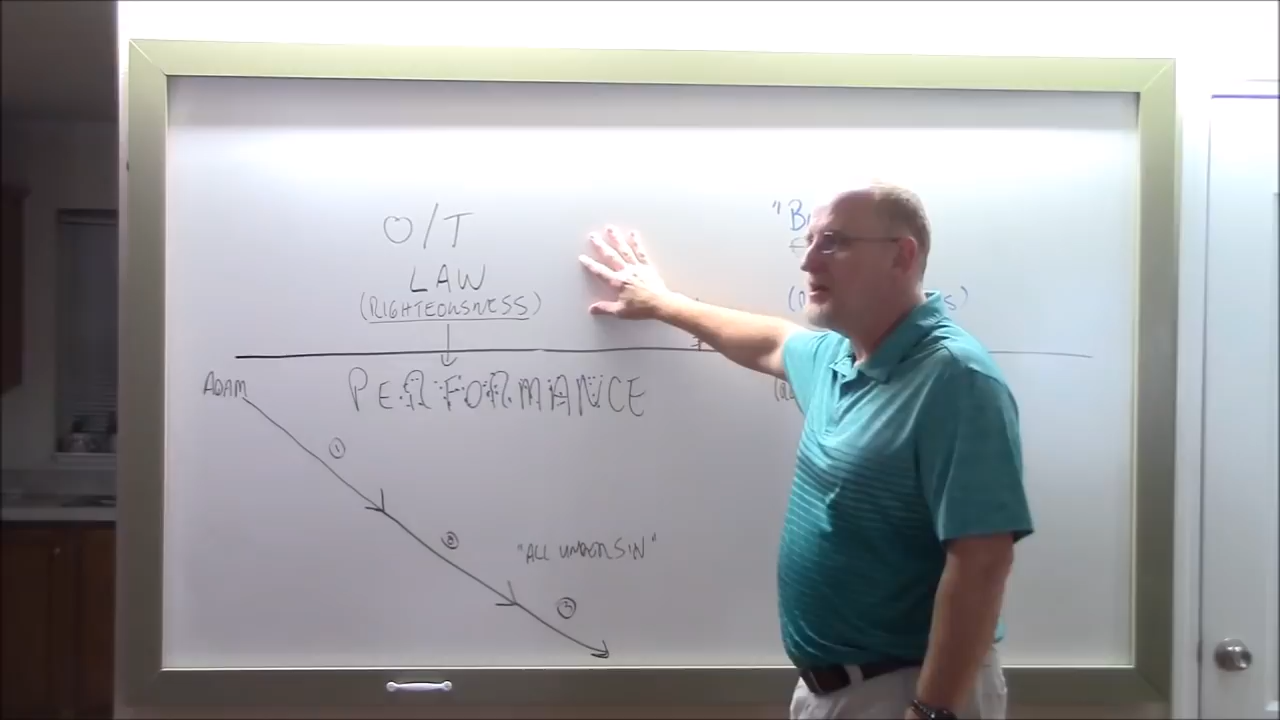 O/T
LAW
(RIGHTEOUSNESS)
ADAM
PERFORMANCE
①
②
"ALL UNDER SIN"
③